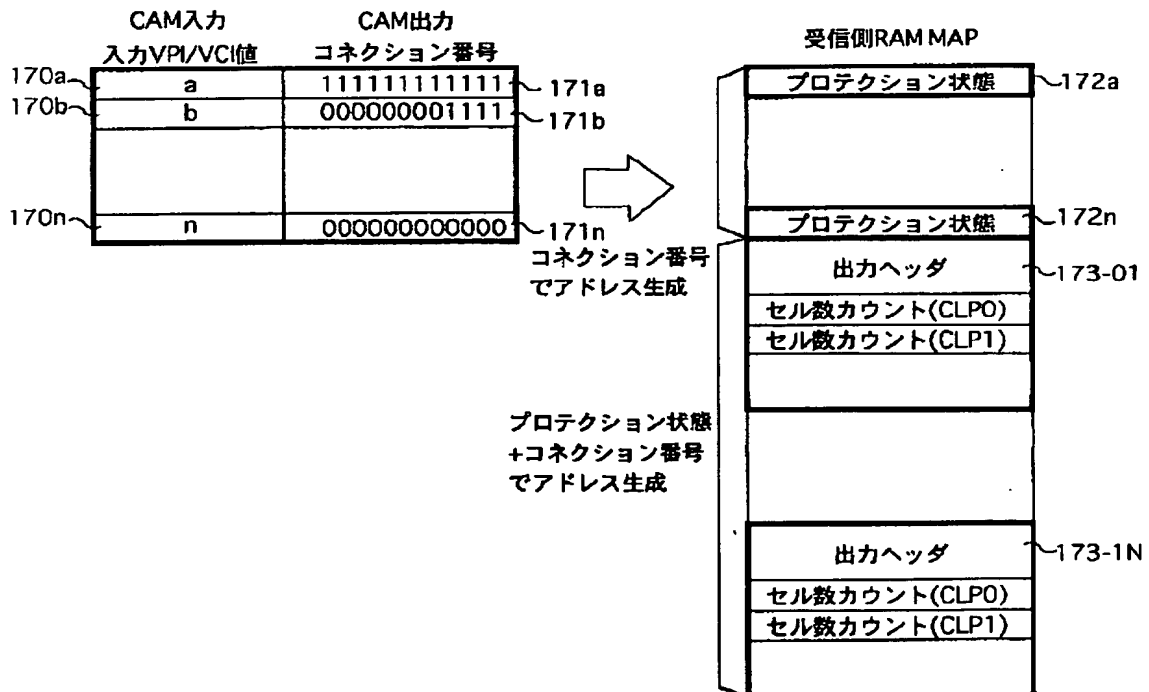 CAM入力
入力VPI/VCI値
CAM出力
コネクション番号
170a
a
111111111111
171a
170b
b
000000001111
171b
170n
n
000000000000
171n
コネクション番号
でアドレス生成
受信側RAM MAP
プロテクション状態
172a
プロテクション状態
172n
出力ヘッダ
173-01
セル数カウント(CLP0)
セル数カウント(CLP1)
プロテクション状態
+コネクション番号
でアドレス生成
出力ヘッダ
173-1N
セル数カウント(CLP0)
セル数カウント(CLP1)